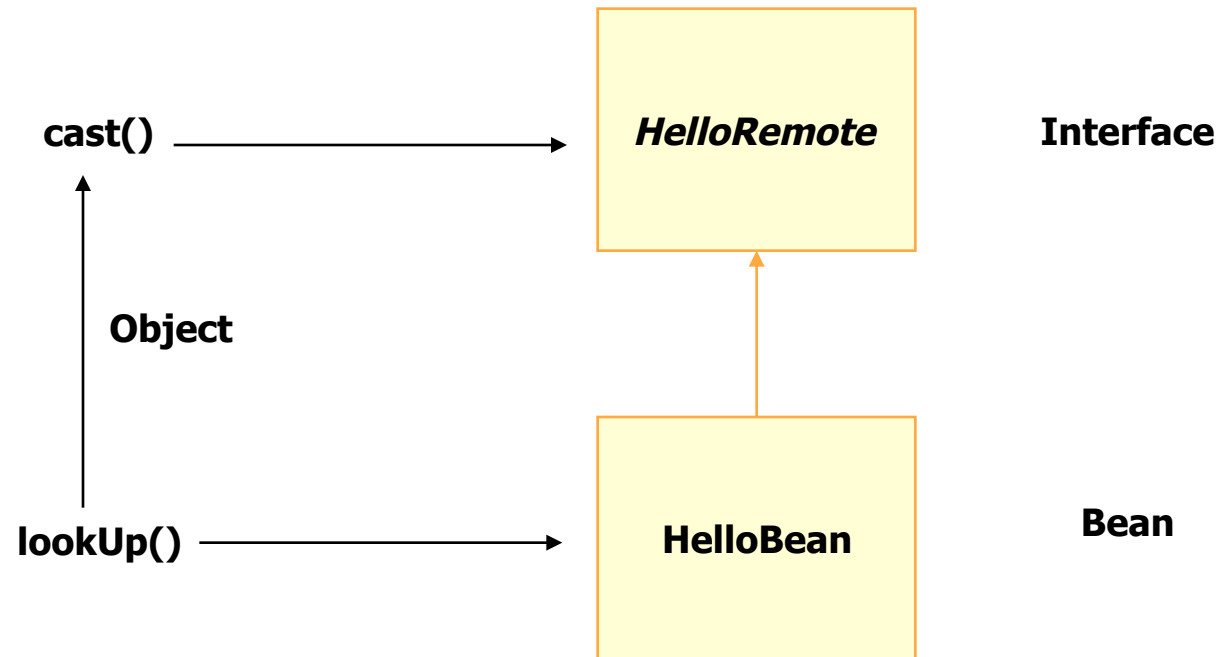 cast()
HelloRemote
Interface
Object
lookUp()
HelloBean
Bean